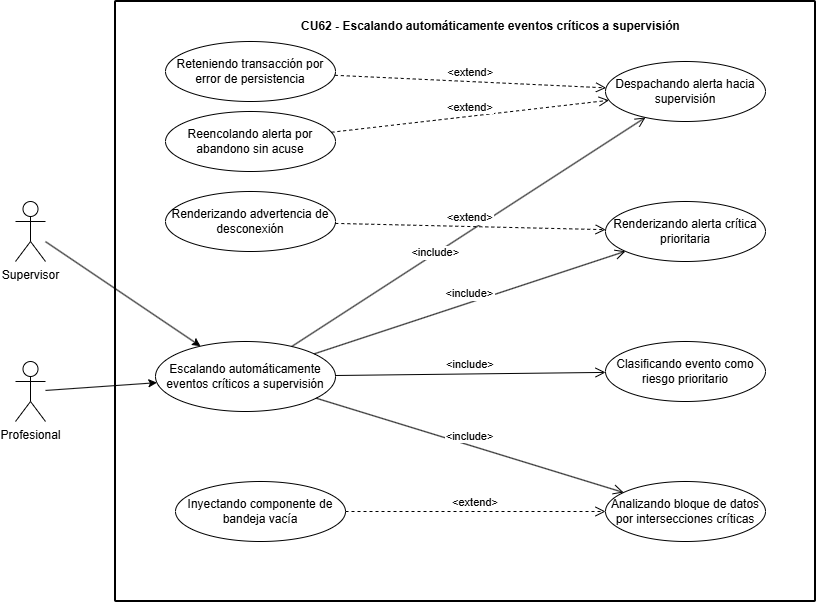 CU62 - Escalando automáticamente eventos críticos a supervisión
Reteniendo transacción por
error de persistencia
<extend>
Despachando alerta hacia
supervisión
<extend>
Reencolando alerta por
abandono sin acuse
Renderizando advertencia de
desconexión
<extend>
Renderizando alerta crítica
prioritaria
<include>
Supervisor
<include>
Escalando automáticamente
eventos críticos a supervisión
<include>
Clasificando evento como
riesgo prioritario
Profesional
<include>
Inyectando componente de
bandeja vacía
<extend>
Analizando bloque de datos
por intersecciones críticas